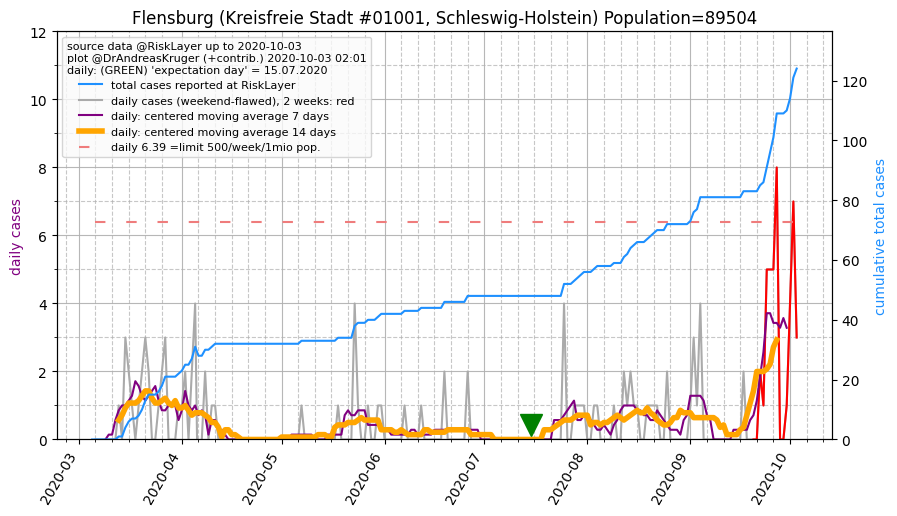 Flensburg (Kreisfreie Stadt #01001, Schleswig-Holstein) Population=89504
source data @RiskLayer up to 2020-10-03
plot @DrAndreasKruger (+contrib.) 2020-10-03 02:01
daily: (GREEN) 'expectation day' = 15.07.2020
total cases reported at RiskLayer
daily cases (weekend-flawed), 2 weeks: red
daily: centered moving average 7 days
daily: centered moving average 14 days
daily 6.39 =limit 500/week/1mio pop.
daily cases
12
10
8
6
4
2
0
cumulative total cases
120
100
80
60
40
20
0
2020-03
2020-04
2020-05
2020-06
2020-07
2020-08
2020-09
2020-10